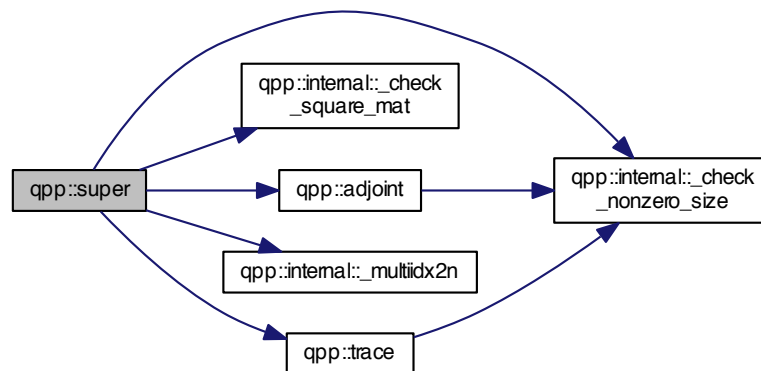 qpp::internal::_check
_square_mat
qpp::super
qpp::adjoint
qpp::internal::_check
_nonzero_size
qpp::internal::_multiidx2n
qpp::trace